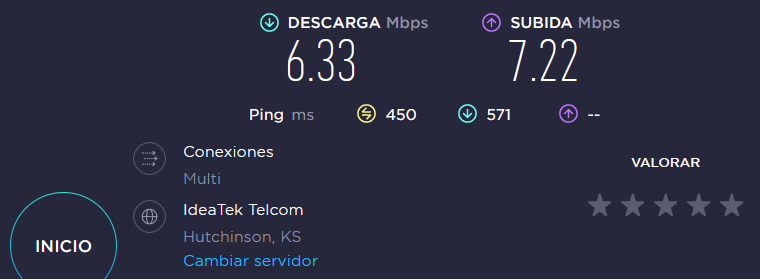 DESCARGA Mbps SUBIDA Mbps
6.33 7.22
Ping ms 450 571 --
Conexiones
Multi
VALORAR
IdeaTek Telcom
Hutchinson, KS
Cambiar servidor
INICIO